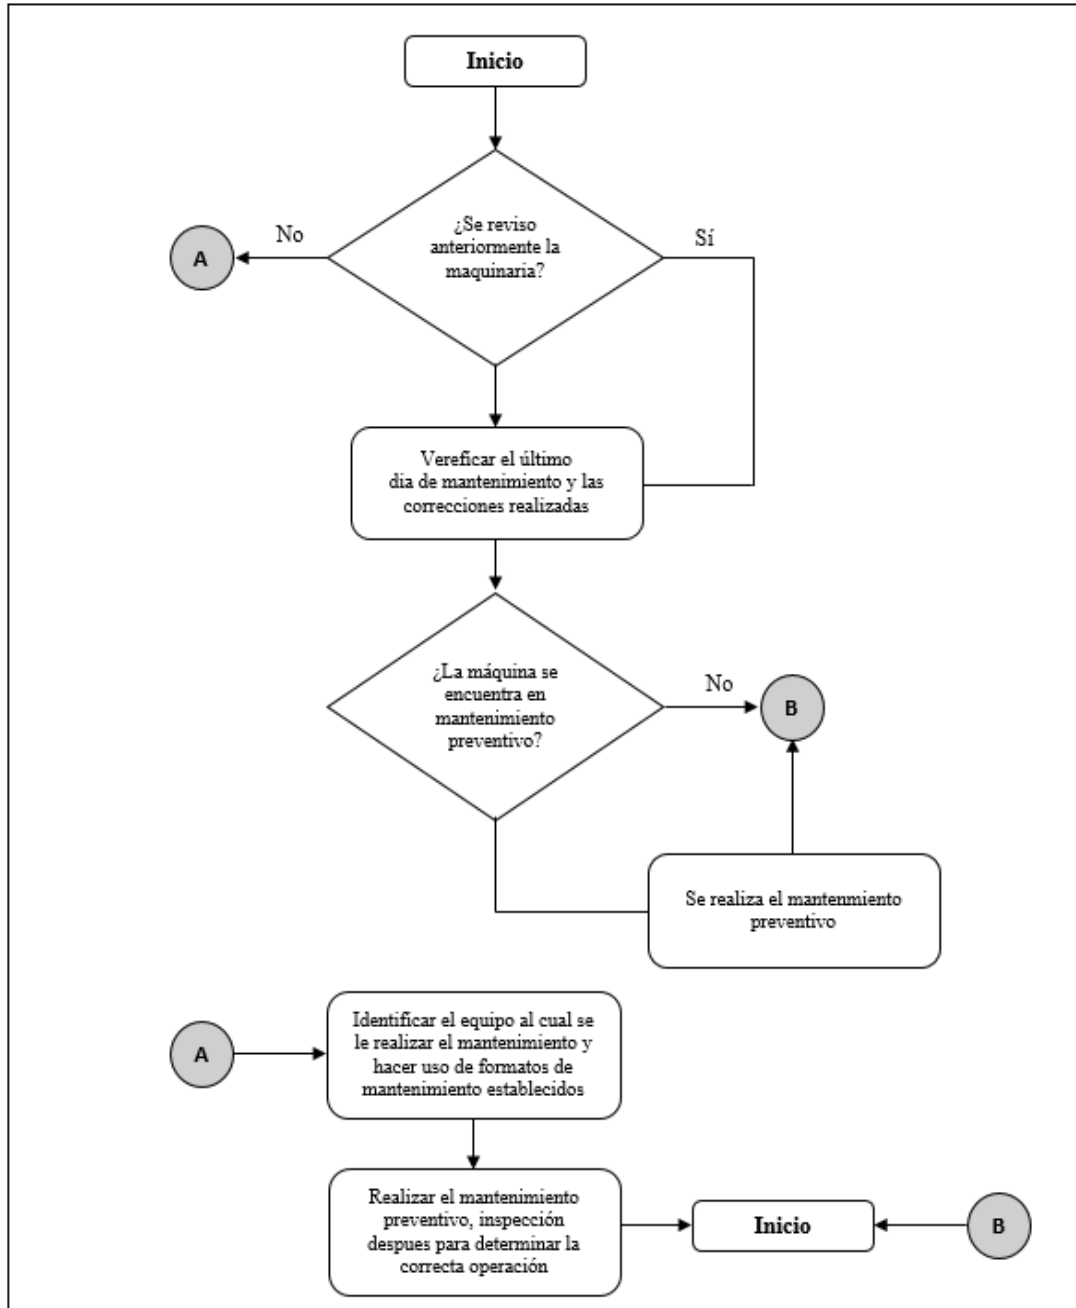 Inicio
¿Se reviso
anteriormente la
maquinaria?
No
Sí
A
Vereficar el último
dia de mantenimiento y las
correcciones realizadas
¿La máquina se
encuentra en
mantenimiento
preventivo?
No
B
Se realiza el mantenmiento
preventivo
A
Identificar el equipo al cual se
le realizar el mantenimiento y
hacer uso de formatos de
mantenimiento establecidos
Realizar el mantenimiento
preventivo, inspección
despues para determinar la
correcta operación
Inicio
B